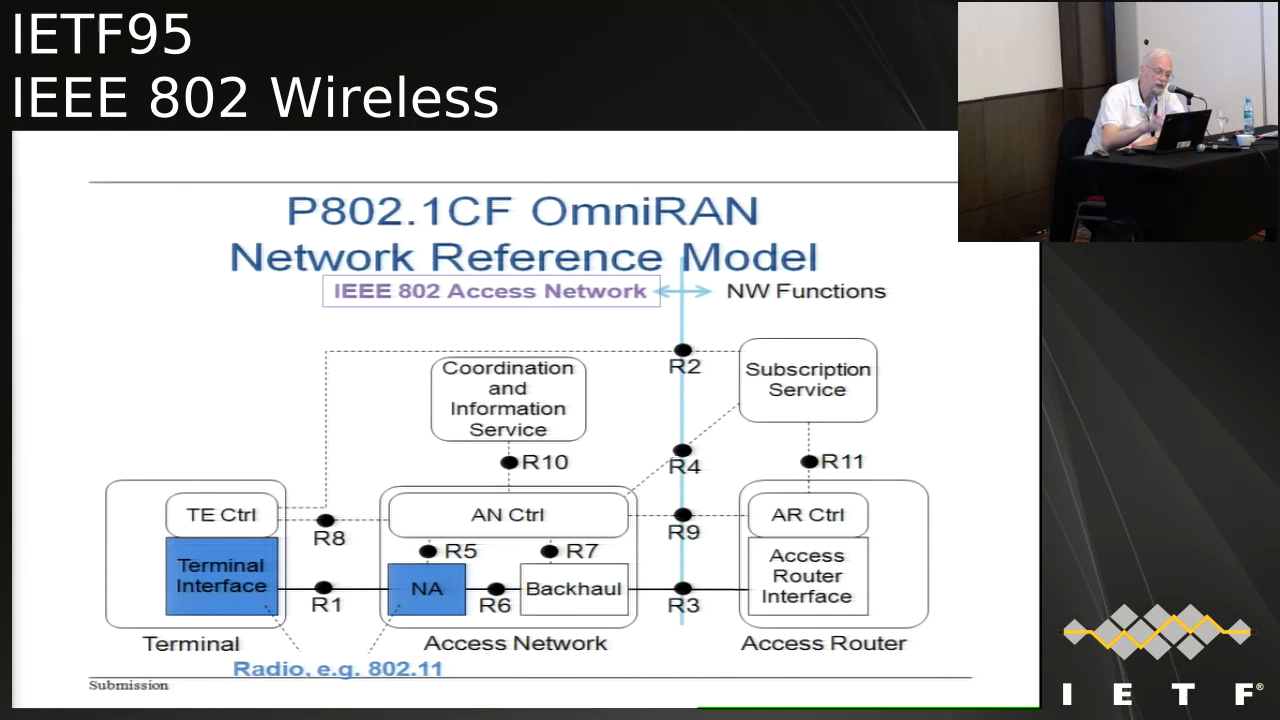 IETF95
IEEE 802 Wireless
P802.1CF OmniRAN
Network Reference Model
IEEE 802 Access Network
NW Functions
R2
Coordination
and
Information
Service
Subscription
Service
R10
R4
R11
TE Ctrl
AN Ctrl
AR Ctrl
R8
R9
R5
R7
Terminal
Interface
NA
Backhaul
Access
Router
Interface
R1
R6
R3
Terminal
Access Network
Access Router
Radio, e.g. 802.11
Submission
I E T F®